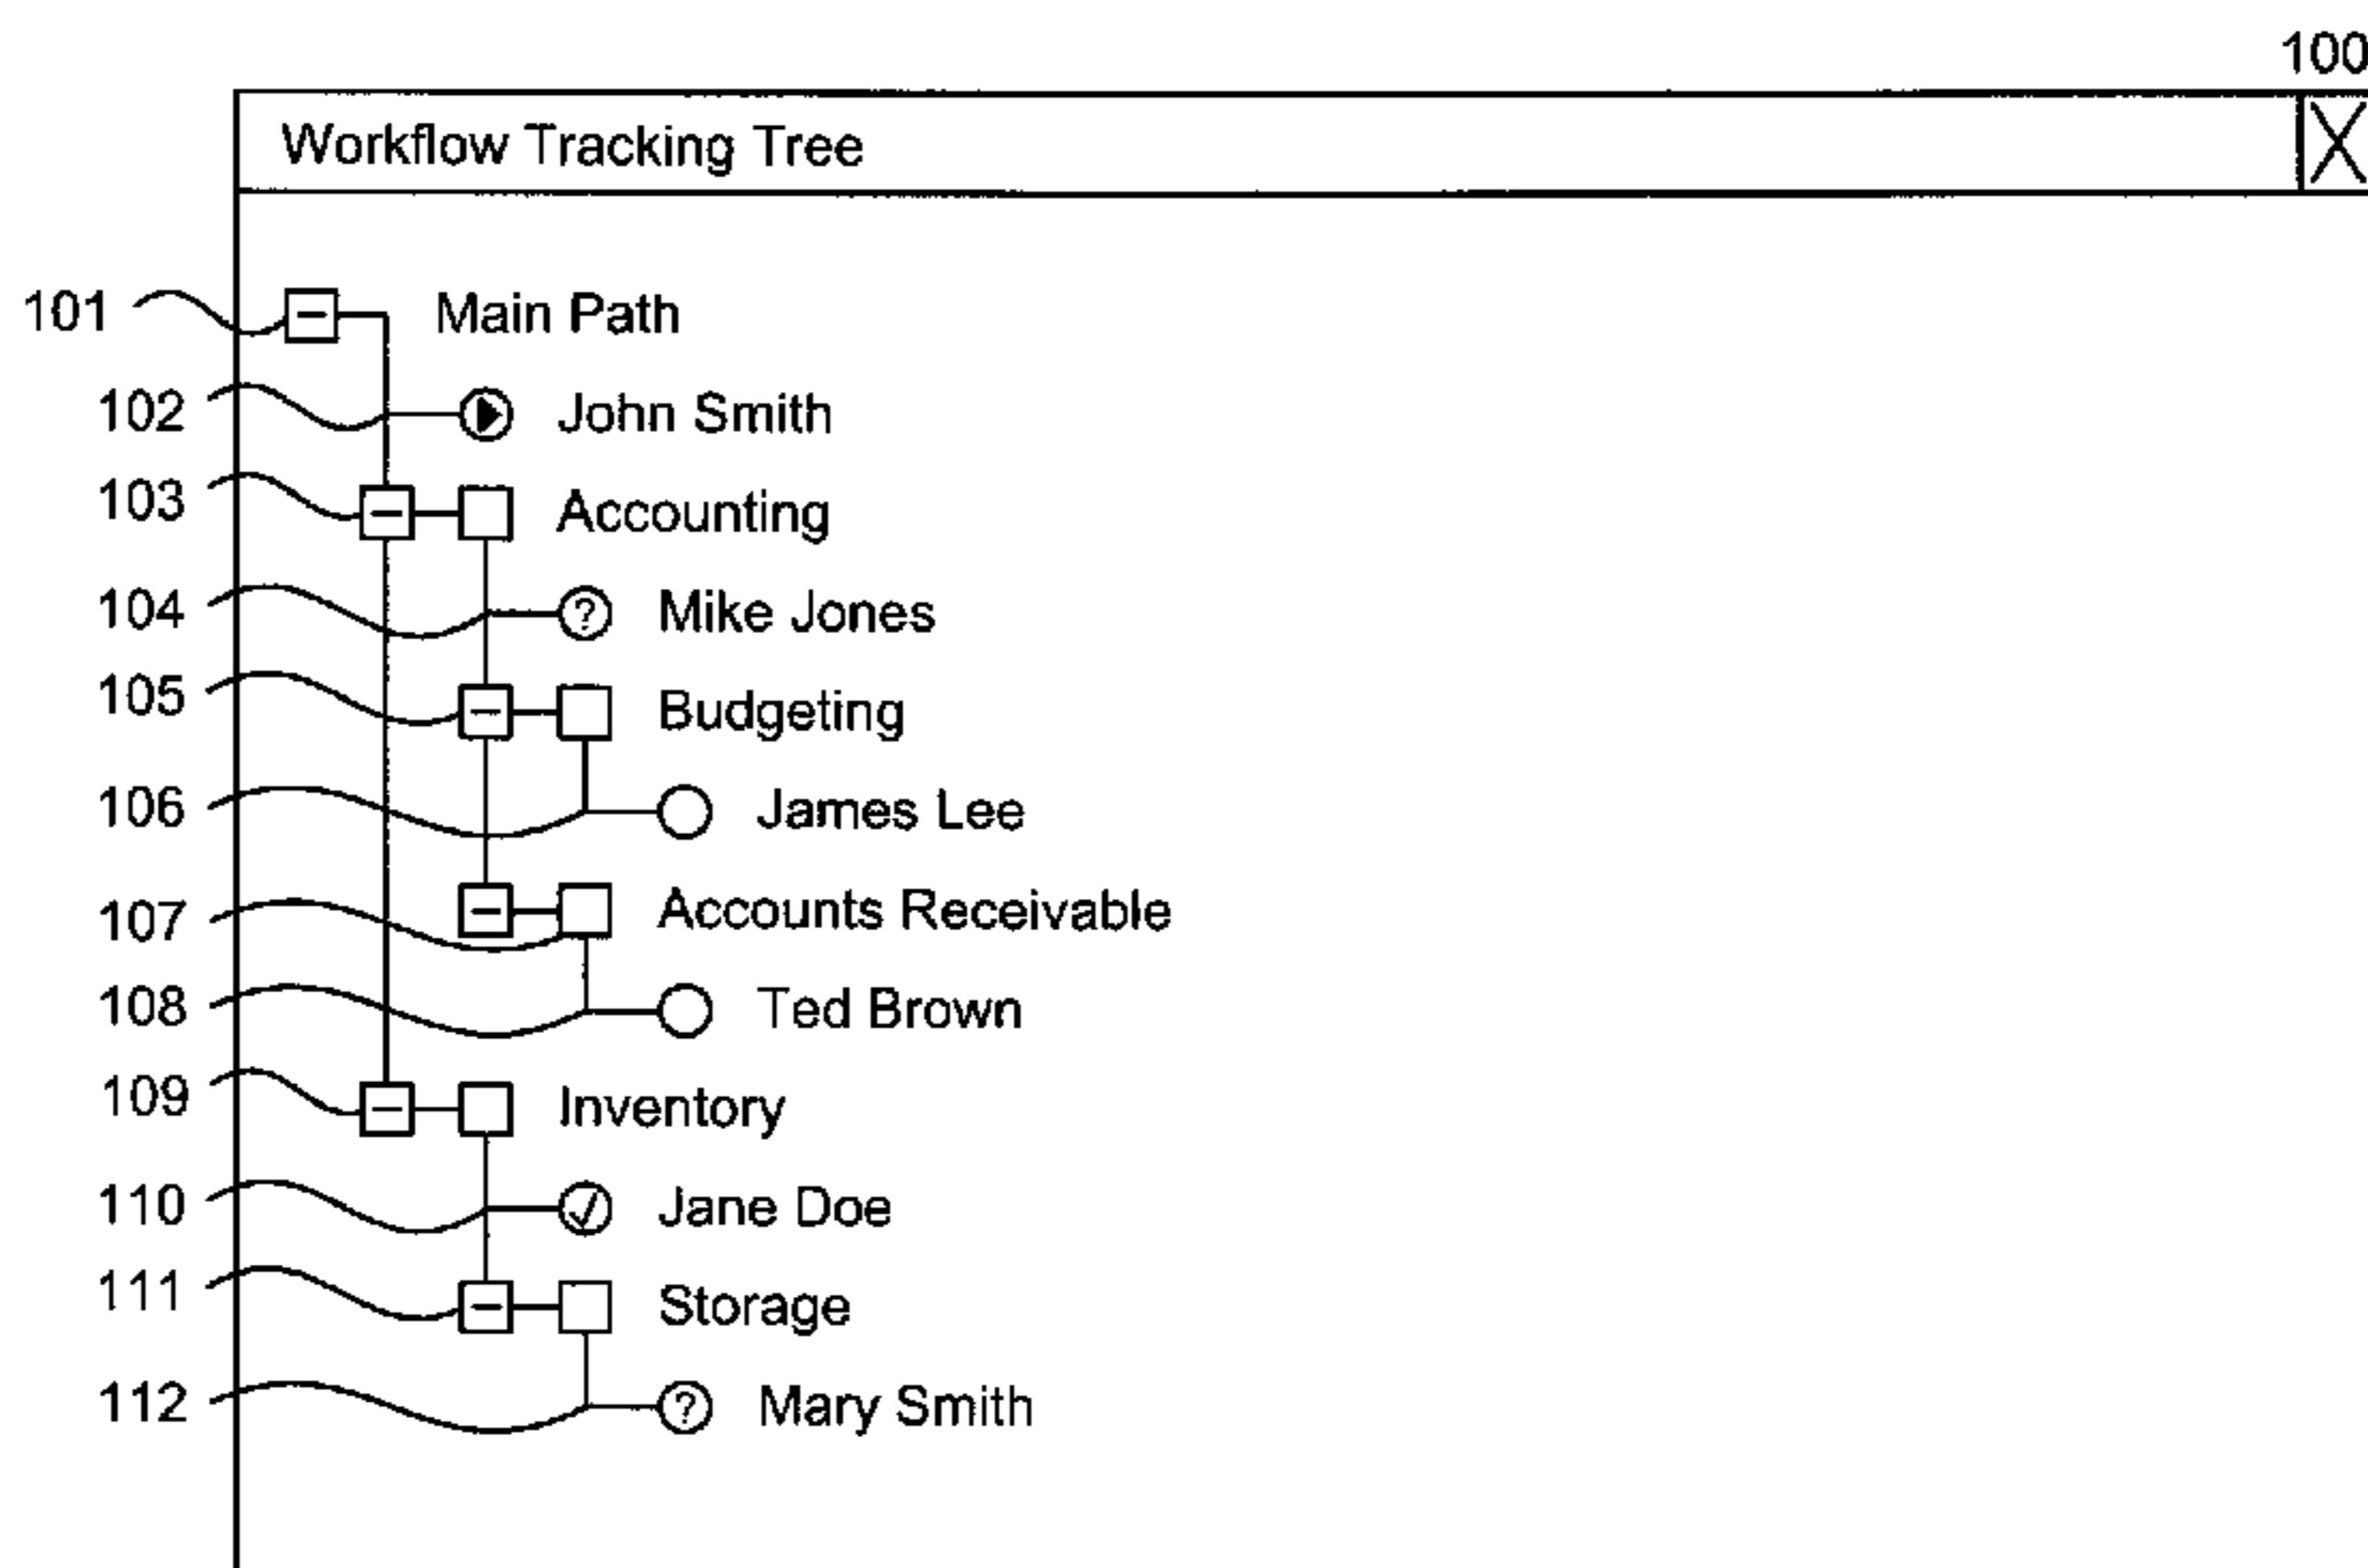 100
Workflow Tracking Tree
101 Main Path
102 John Smith
103 Accounting
104 ? Mike Jones
105 Budgeting
106 James Lee
107 Accounts Receivable
108 Ted Brown
109 Inventory
110 Jane Doe
111 Storage
112 ? Mary Smith